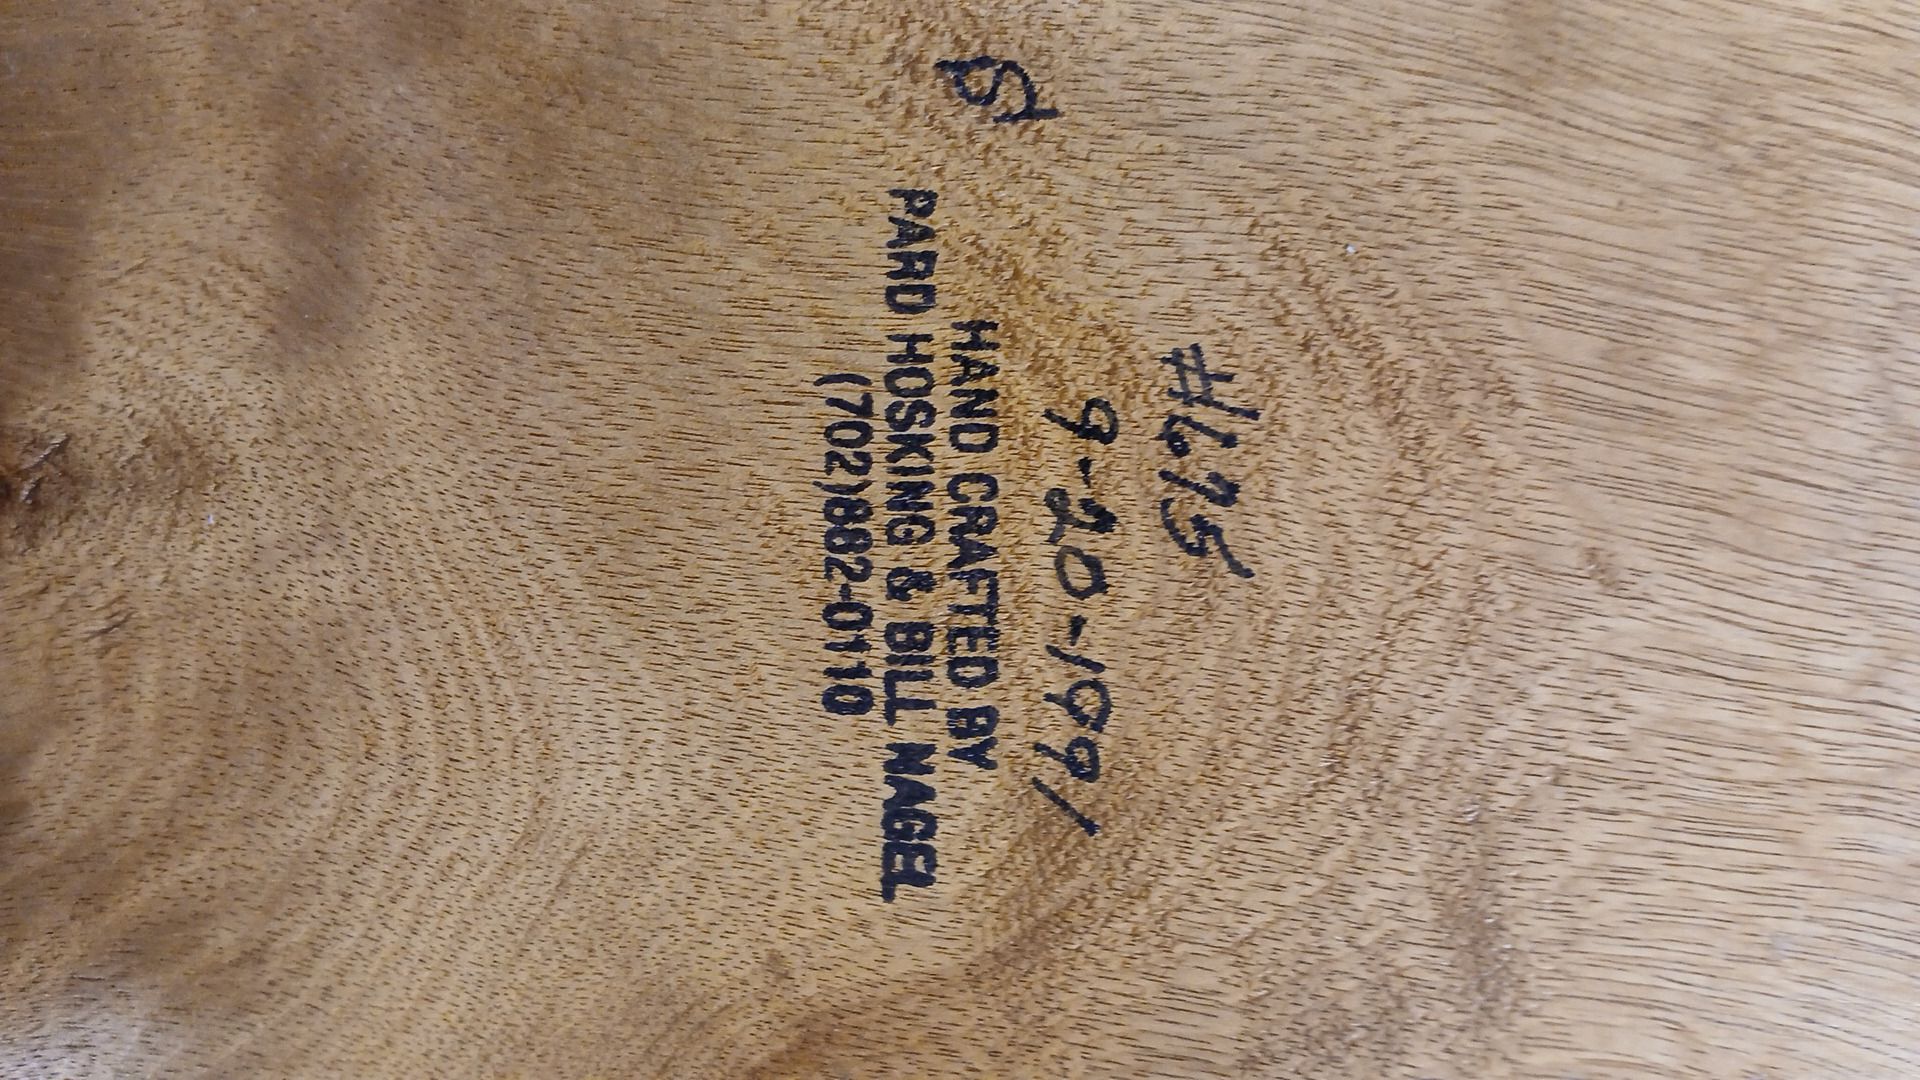 #675
9-20-1991
HAND CRAFTED BY
PARD HOSKING & BILL NAGEL
(702)882-0110